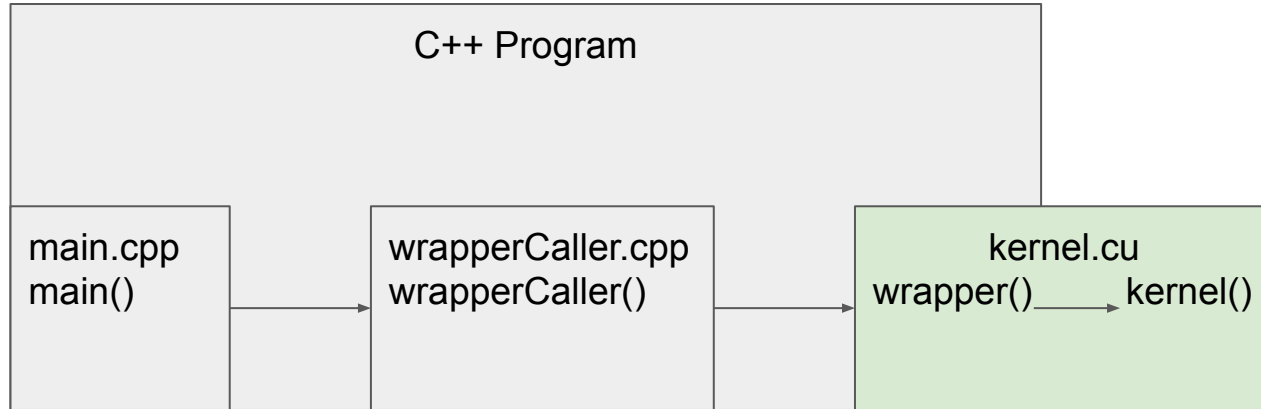 C++ Program
main.cpp
main()
wrapperCaller.cpp
wrapperCaller()
kernel.cu
wrapper() kernel()